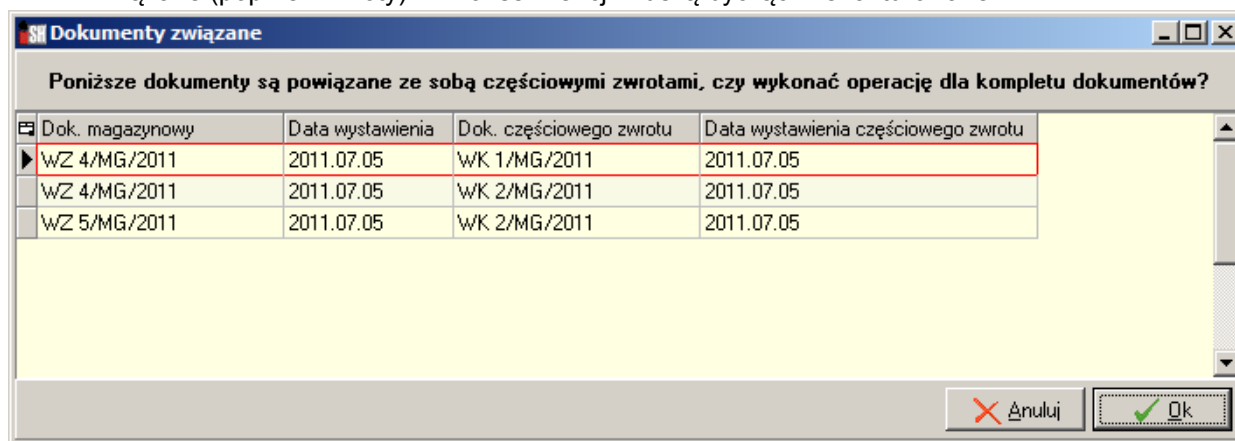 SH Dokumenty związane
Poniższe dokumenty są powiązane ze sobą częściowymi zwrotami, czy wykonać operację dla kompletu dokumentów?
Dok. magazynowy Data wystawienia Dok. częściowego zwrotu Data wystawienia częściowego zwrotu
WZ 4/MG/2011 2011.07.05 WK 1/MG/2011 2011.07.05
WZ 4/MG/2011 2011.07.05 WK 2/MG/2011 2011.07.05
WZ 5/MG/2011 2011.07.05 WK 2/MG/2011 2011.07.05
Anuluj Ok